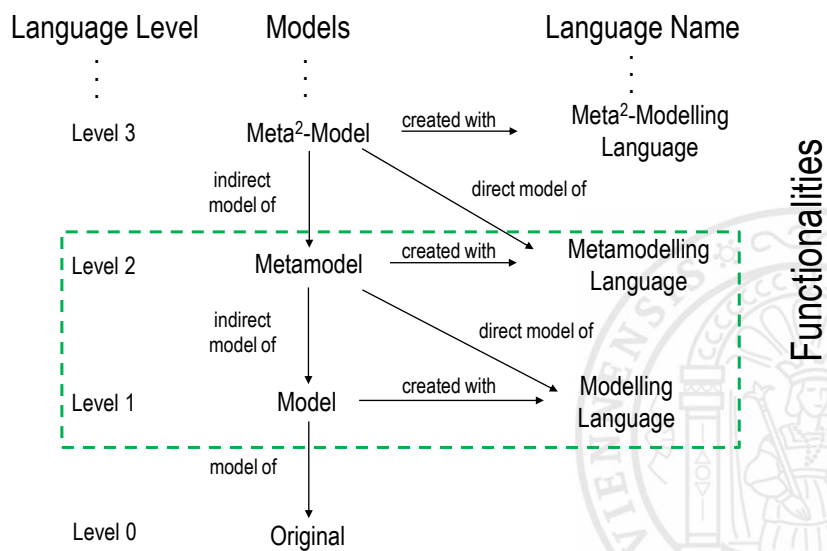 Language Level Models Language Name
. . .
. . .
. . .
Level 3 Meta²-Model created with Meta²-Modelling
Language
indirect
model of
direct model of
Level 2 Metamodel created with Metamodelling
Language
indirect
model of
direct model of
Level 1 Model created with Modelling
Language
model of
Level 0 Original
Functionalities
VIENNENSIS